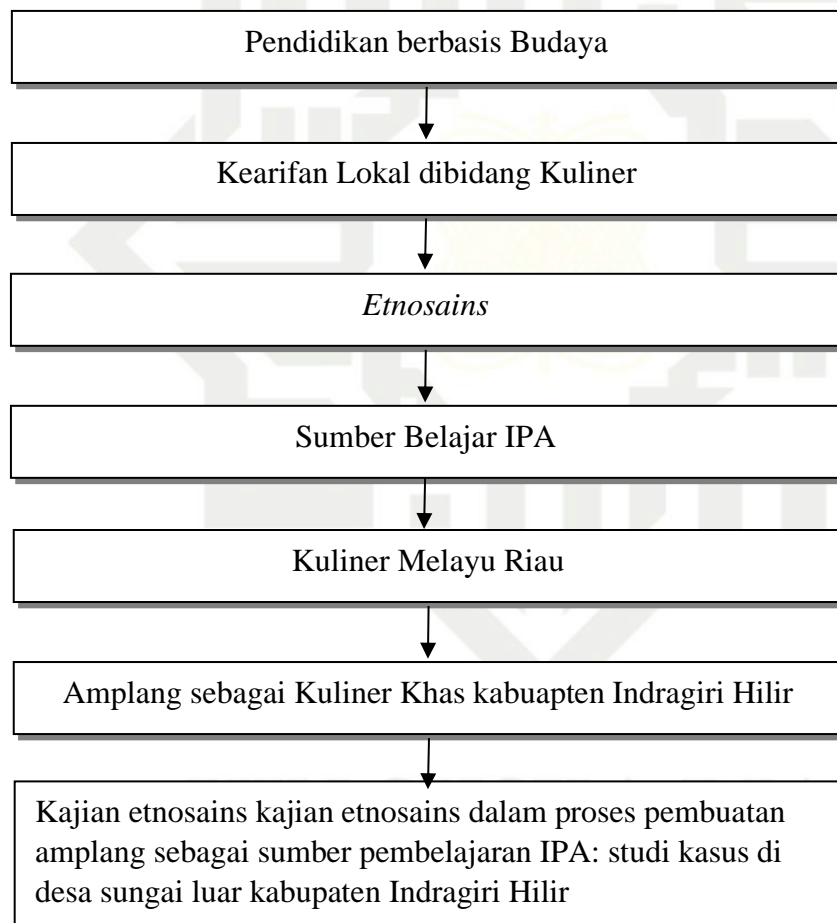 Pendidikan berbasis Budaya
Kearifan Lokal dibidang Kuliner
Etnosains
Sumber Belajar IPA
Kuliner Melayu Riau
Amplang sebagai Kuliner Khas kabuapten Indragiri Hilir
Kajian etnosains kajian etnosains dalam proses pembuatan
amplang sebagai sumber pembelajaran IPA: studi kasus di
desa sungai luar kabupaten Indragiri Hilir